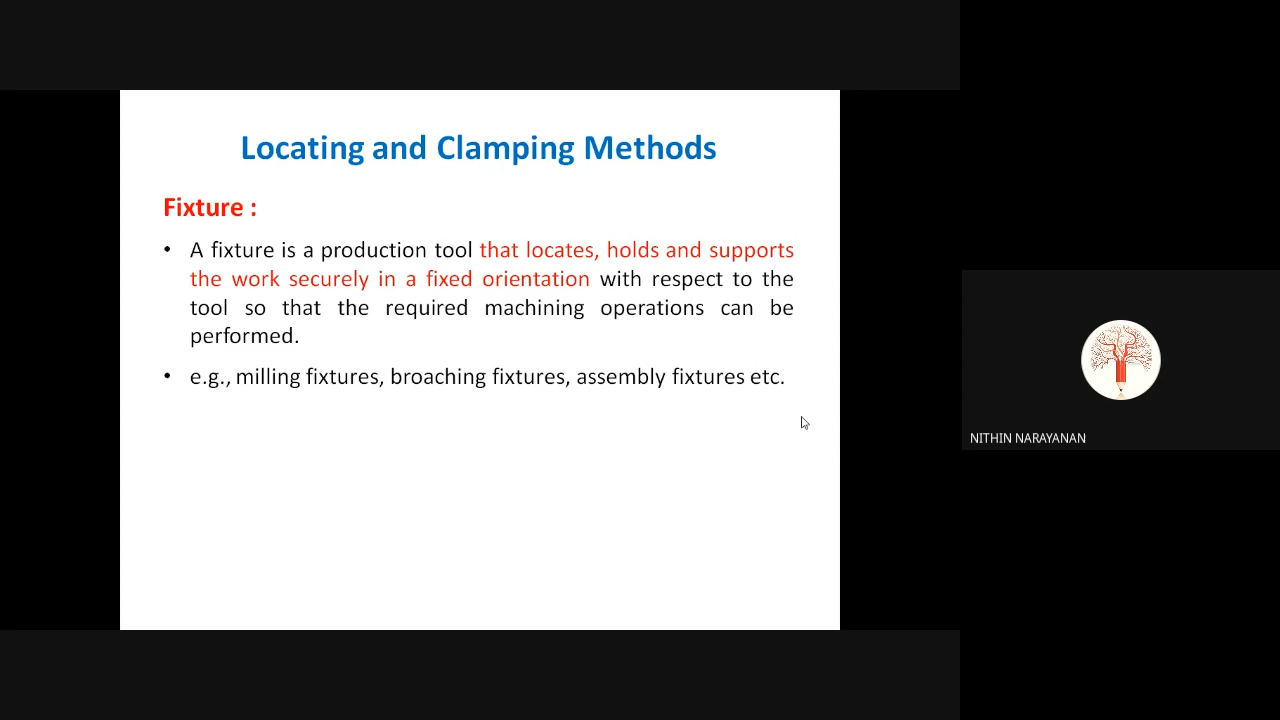 Locating and Clamping Methods
Fixture :
• A fixture is a production tool that locates, holds and supports
the work securely in a fixed orientation with respect to the
tool so that the required machining operations can be
performed.
• e.g., milling fixtures, broaching fixtures, assembly fixtures etc.
NITHIN NARAYANAN